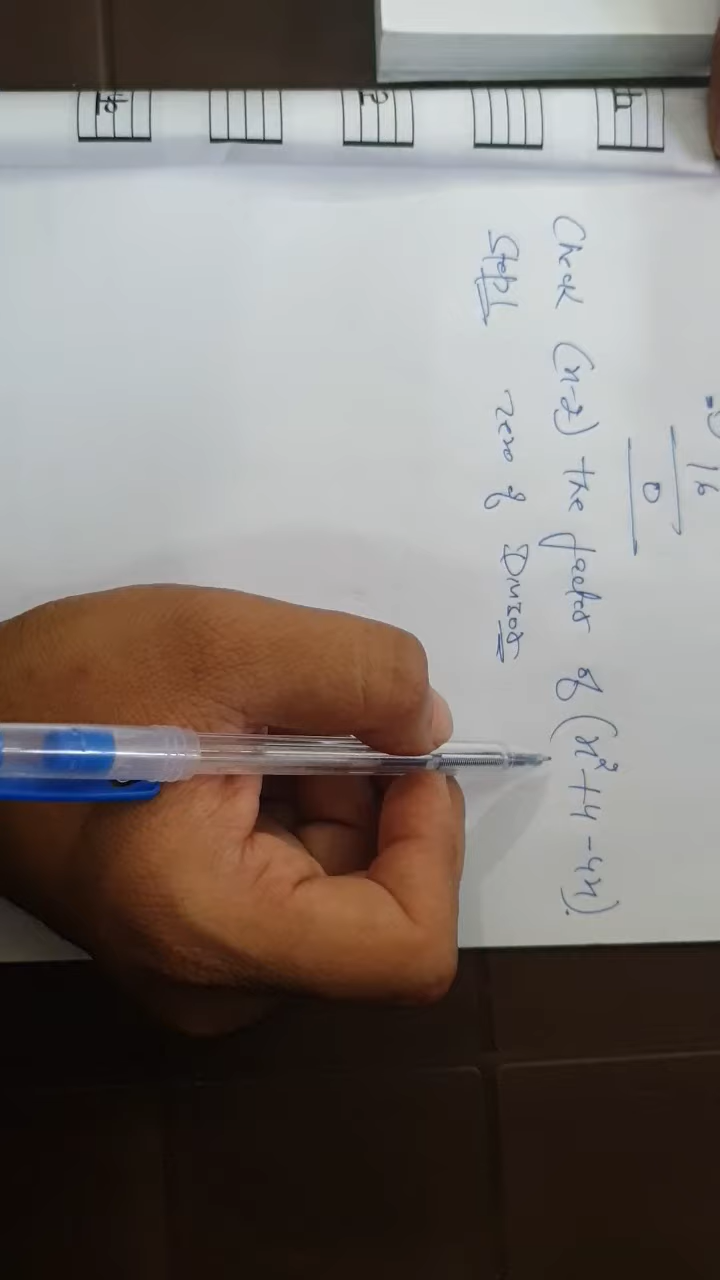 16
0
Check (x-2) the factor of (x²+4-4x).
Step1 zero of Divisor